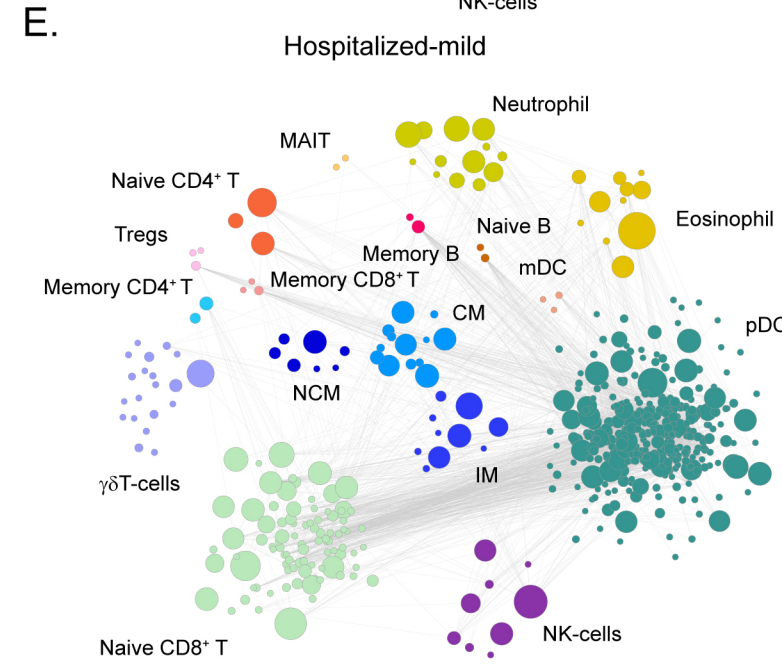 NK-cells
E.
Hospitalized-mild
Neutrophil
MAIT
Naive CD4⁺ T
Eosinophil
Naive B
Tregs
Memory B
mDC
Memory CD8⁺ T
Memory CD4⁺ T
CM
pDC
NCM
IM
γδT-cells
NK-cells
Naive CD8⁺ T